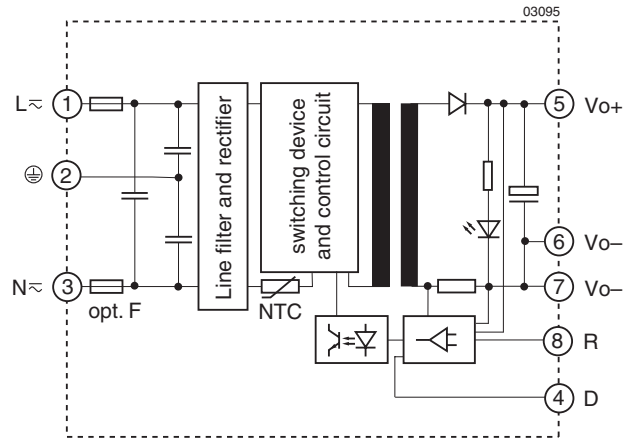 03095
L≂ 1
2
N≂ 3
opt. F
Line filter and rectifier
switching device
and control circuit
NTC
5 Vo+
6 Vo–
7 Vo–
8 R
4 D